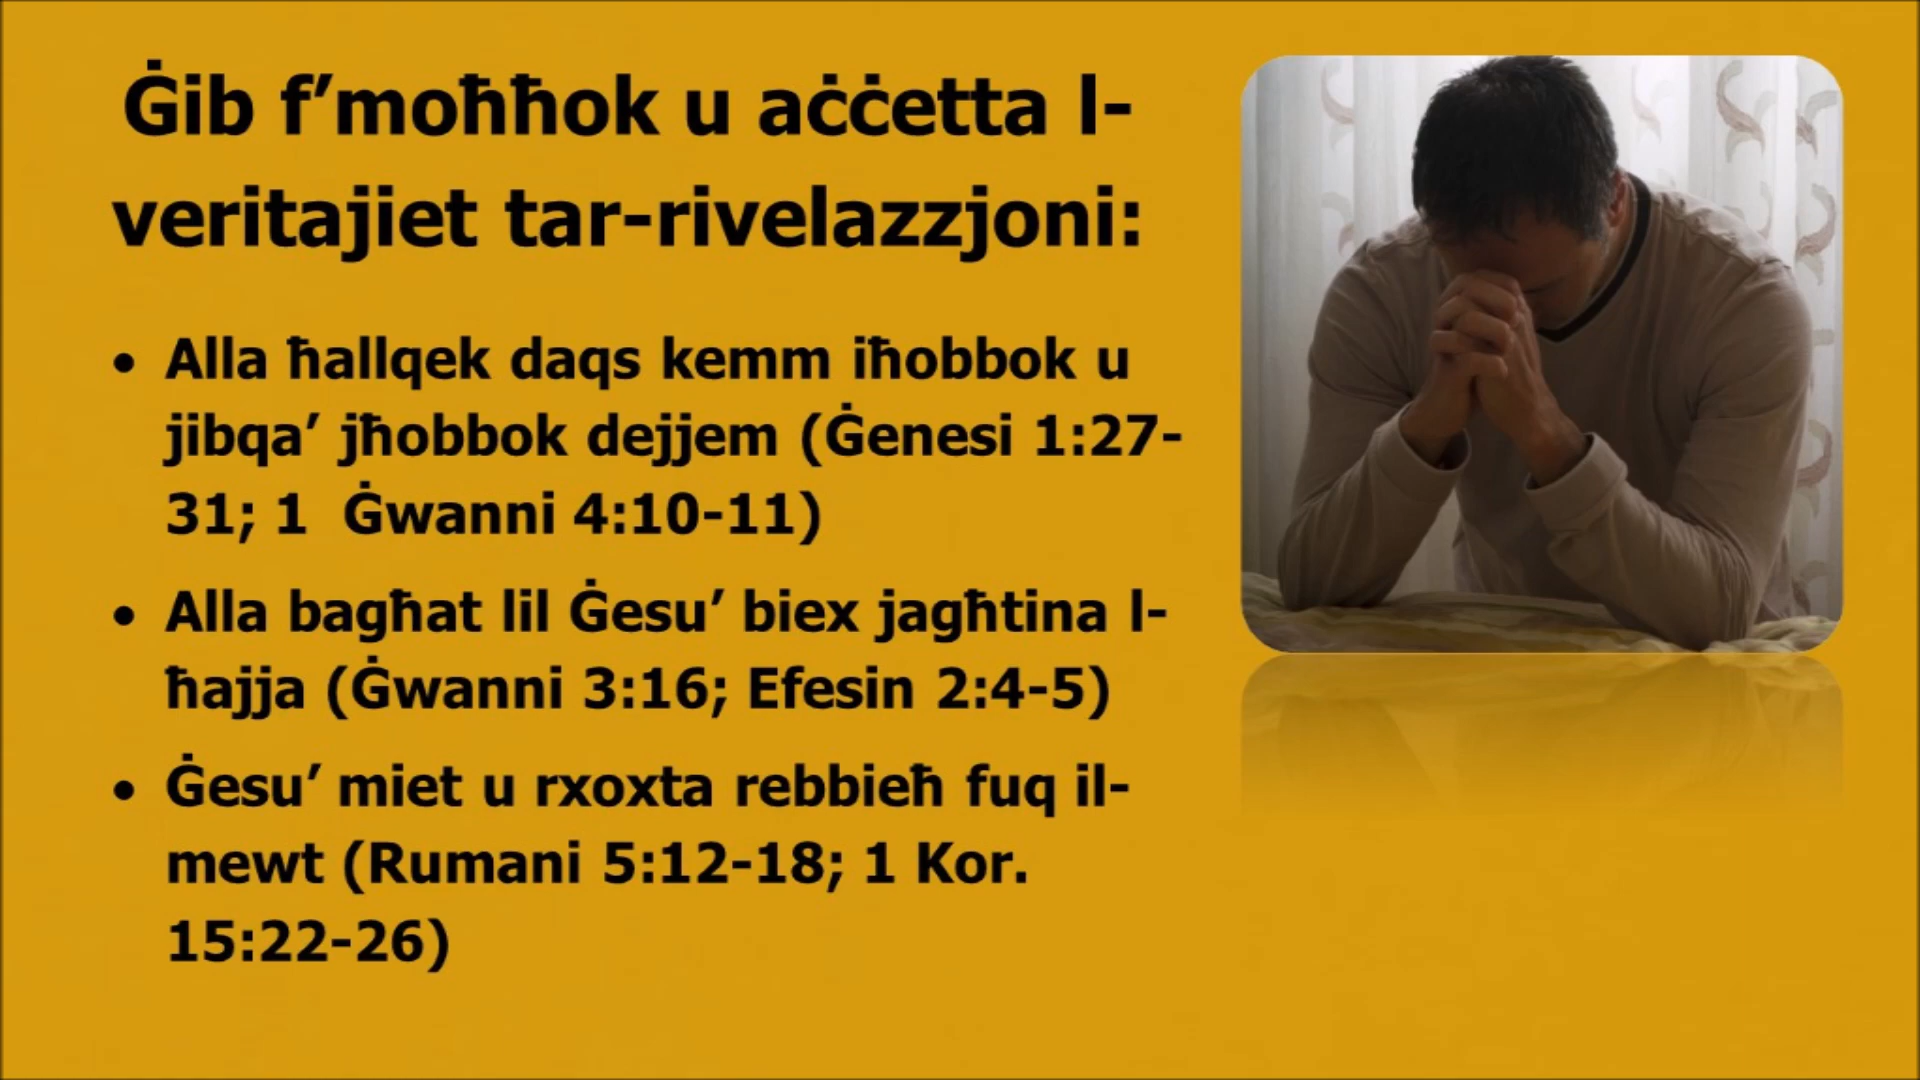 Ġib f’moħħok u aċċetta l-
veritajiet tar-rivelazzjoni:
• Alla ħallqek daqs kemm iħobbok u
jibqa’ jħobbok dejjem (Ġenesi 1:27-
31; 1  Ġwanni 4:10-11)
• Alla bagħat lil Ġesu’ biex jagħtina l-
ħajja (Ġwanni 3:16; Efesin 2:4-5)
• Ġesu’ miet u rxoxta rebbieħ fuq il-
mewt (Rumani 5:12-18; 1 Kor.
15:22-26)